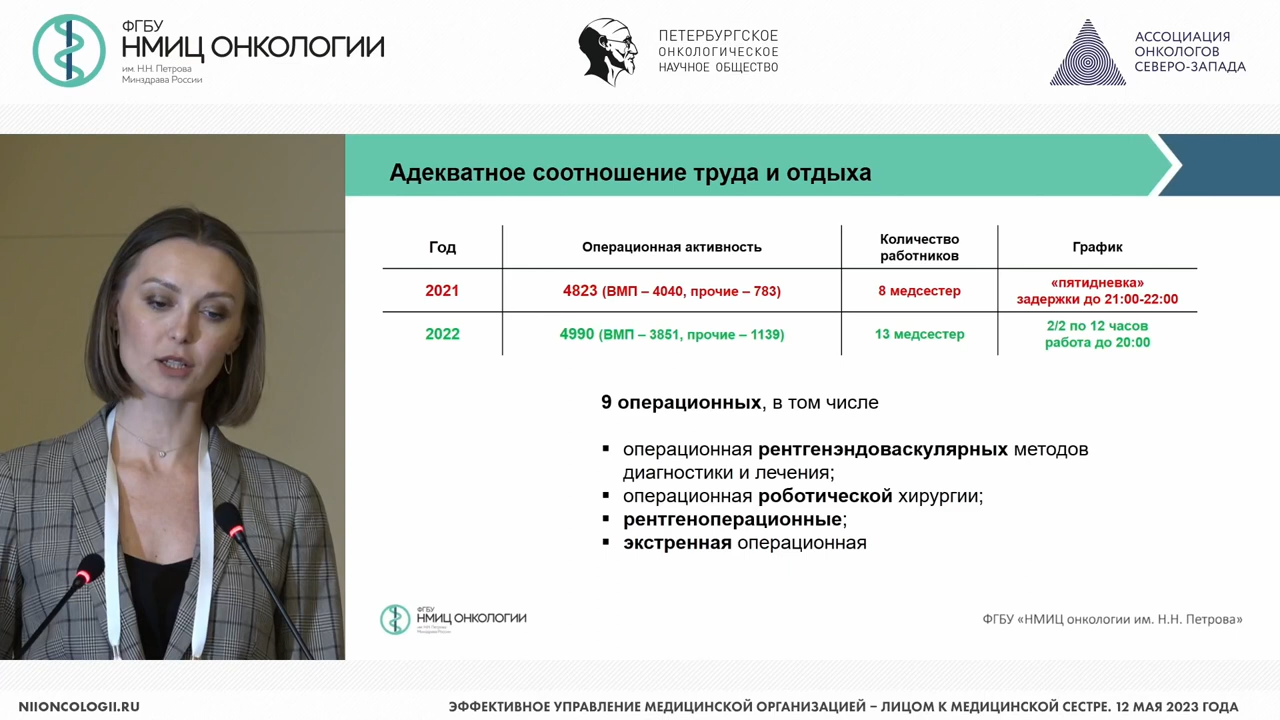 ФГБУ
НМИЦ ОНКОЛОГИИ
им. Н.Н. Петрова
Минздрава России
ПЕТЕРБУРГСКОЕ
ОНКОЛОГИЧЕСКОЕ
НАУЧНОЕ ОБЩЕСТВО
АССОЦИАЦИЯ
ОНКОЛОГОВ
СЕВЕРО-ЗАПАДА
Адекватное соотношение труда и отдыха
Год
Операционная активность
Количество
работников
График
2021
4823 (ВМП – 4040, прочие – 783)
8 медсестер
«пятидневка»
задержки до 21:00-22:00
2022
4990 (ВМП – 3851, прочие – 1139)
13 медсестер
2/2 по 12 часов
работа до 20:00
9 операционных, в том числе
▪ операционная рентгенэндоваскулярных методов
диагностики и лечения;
▪ операционная роботической хирургии;
▪ рентгеноперационные;
▪ экстренная операционная
ФГБУ
НМИЦ ОНКОЛОГИИ
им. Н.Н. Петрова
Минздрава России
ФГБУ «НМИЦ онкологии им. Н.Н. Петрова»
NIIONCOLOGII.RU
ЭФФЕКТИВНОЕ УПРАВЛЕНИЕ МЕДИЦИНСКОЙ ОРГАНИЗАЦИЕЙ – ЛИЦОМ К МЕДИЦИНСКОЙ СЕСТРЕ. 12 МАЯ 2023 ГОДА